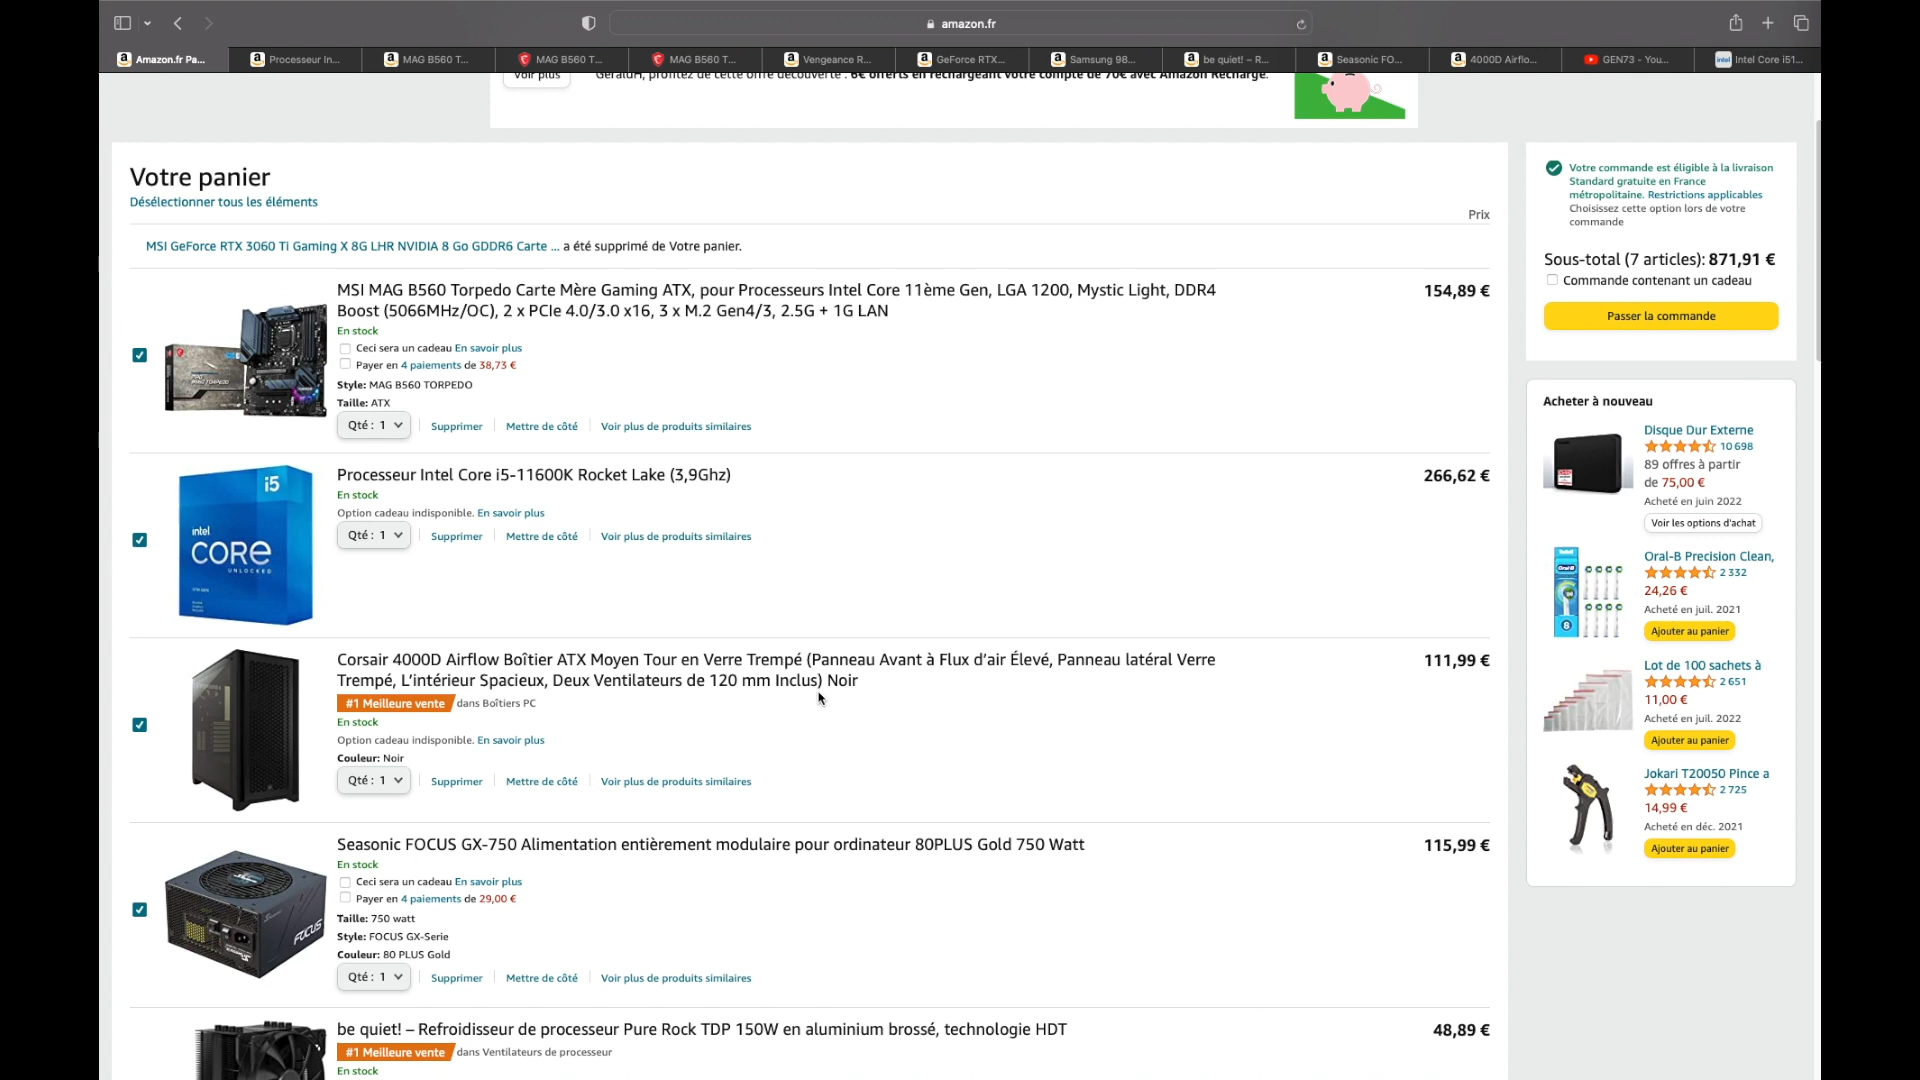 amazon.fr
Amazon.fr Pa...
Processeur In...
MAG B560 T...
MAG B560 T...
MAG B560 T...
Vengeance R...
GeForce RTX...
Samsung 98...
be quiet! – R...
Seasonic FO...
4000D Airflo...
GEN73 - You...
Intel Core i51...
Voir plus
GeraldH, profitez de cette offre découverte : 6€ offerts en rechargeant votre compte de 70€ avec Amazon Recharge.
Votre panier
Désélectionner tous les éléments
Prix
MSI GeForce RTX 3060 Ti Gaming X 8G LHR NVIDIA 8 Go GDDR6 Carte ... a été supprimé de Votre panier.
MSI MAG B560 Torpedo Carte Mère Gaming ATX, pour Processeurs Intel Core 11ème Gen, LGA 1200, Mystic Light, DDR4
Boost (5066MHz/OC), 2 x PCIe 4.0/3.0 x16, 3 x M.2 Gen4/3, 2.5G + 1G LAN
154,89 €
En stock
Ceci sera un cadeau En savoir plus
Payer en 4 paiements de 38,73 €
Style: MAG B560 TORPEDO
Taille: ATX
Qté : 1
Supprimer
Mettre de côté
Voir plus de produits similaires
i5
intel
CORE
UNLOCKED
Processeur Intel Core i5-11600K Rocket Lake (3,9Ghz)
266,62 €
En stock
Option cadeau indisponible. En savoir plus
Qté : 1
Supprimer
Mettre de côté
Voir plus de produits similaires
Corsair 4000D Airflow Boîtier ATX Moyen Tour en Verre Trempé (Panneau Avant à Flux d'air Élevé, Panneau latéral Verre
Trempé, L'intérieur Spacieux, Deux Ventilateurs de 120 mm Inclus) Noir
111,99 €
#1 Meilleure vente dans Boîtiers PC
En stock
Option cadeau indisponible. En savoir plus
Couleur: Noir
Qté : 1
Supprimer
Mettre de côté
Voir plus de produits similaires
FOCUS
Seasonic FOCUS GX-750 Alimentation entièrement modulaire pour ordinateur 80PLUS Gold 750 Watt
115,99 €
En stock
Ceci sera un cadeau En savoir plus
Payer en 4 paiements de 29,00 €
Taille: 750 watt
Style: FOCUS GX-Serie
Couleur: 80 PLUS Gold
Qté : 1
Supprimer
Mettre de côté
Voir plus de produits similaires
be quiet! – Refroidisseur de processeur Pure Rock TDP 150W en aluminium brossé, technologie HDT
48,89 €
#1 Meilleure vente dans Ventilateurs de processeur
En stock
Votre commande est éligible à la livraison
Standard gratuite en France
métropolitaine. Restrictions applicables
Choisissez cette option lors de votre
commande
Sous-total (7 articles): 871,91 €
Commande contenant un cadeau
Passer la commande
Acheter à nouveau
Disque Dur Externe
10 698
89 offres à partir
de 75,00 €
Acheté en juin 2022
Voir les options d'achat
Oral-B Precision Clean,
2 332
24,26 €
Acheté en juil. 2021
Ajouter au panier
Lot de 100 sachets à
2 651
11,00 €
Acheté en juil. 2022
Ajouter au panier
Jokari T20050 Pince a
2 725
14,99 €
Acheté en déc. 2021
Ajouter au panier